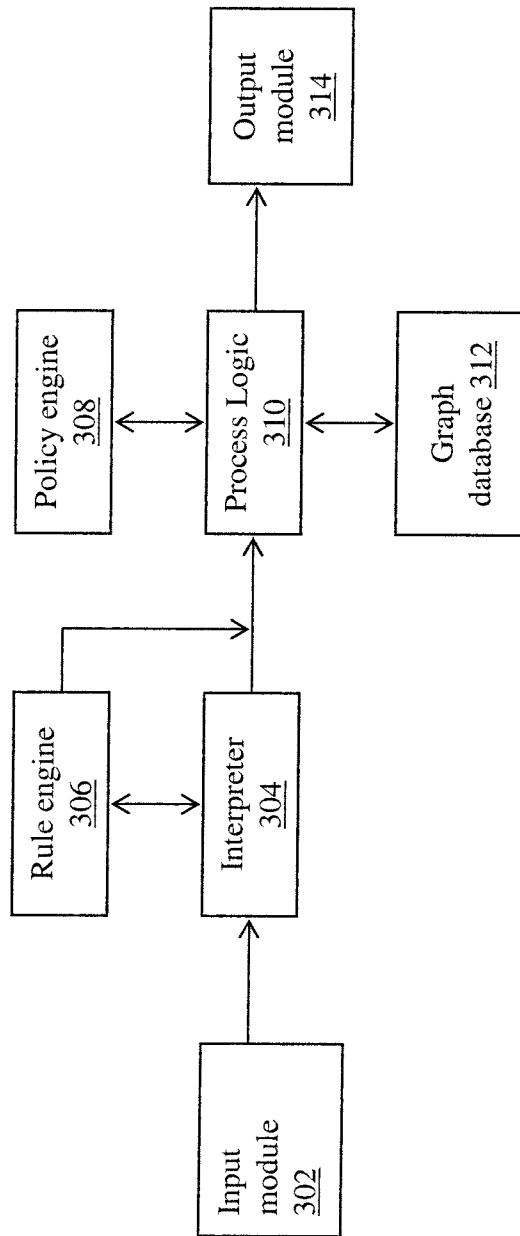 Input
module
302
Rule engine
306
Interpreter
304
Policy engine
308
Process Logic
310
Graph
database 312
Output
module
314